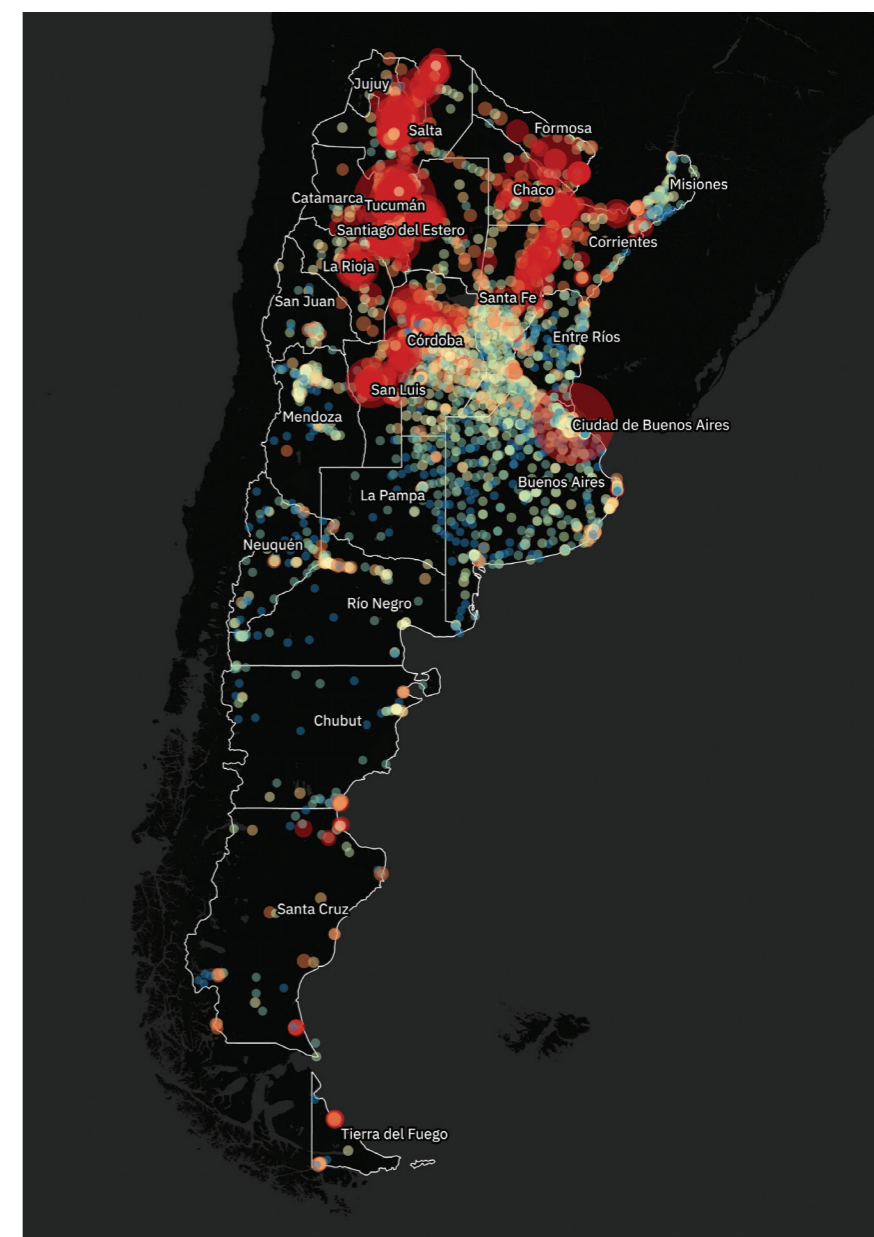 Jujuy
Salta
Formosa
Chaco
Misiones
Catamarca
Tucumán
Santiago del Estero
Corrientes
La Rioja
San Juan
Santa Fe
Córdoba
Entre Ríos
San Luis
Mendoza
Ciudad de Buenos Aires
Buenos Aires
La Pampa
Neuquén
Río Negro
Chubut
Santa Cruz
Tierra del Fuego